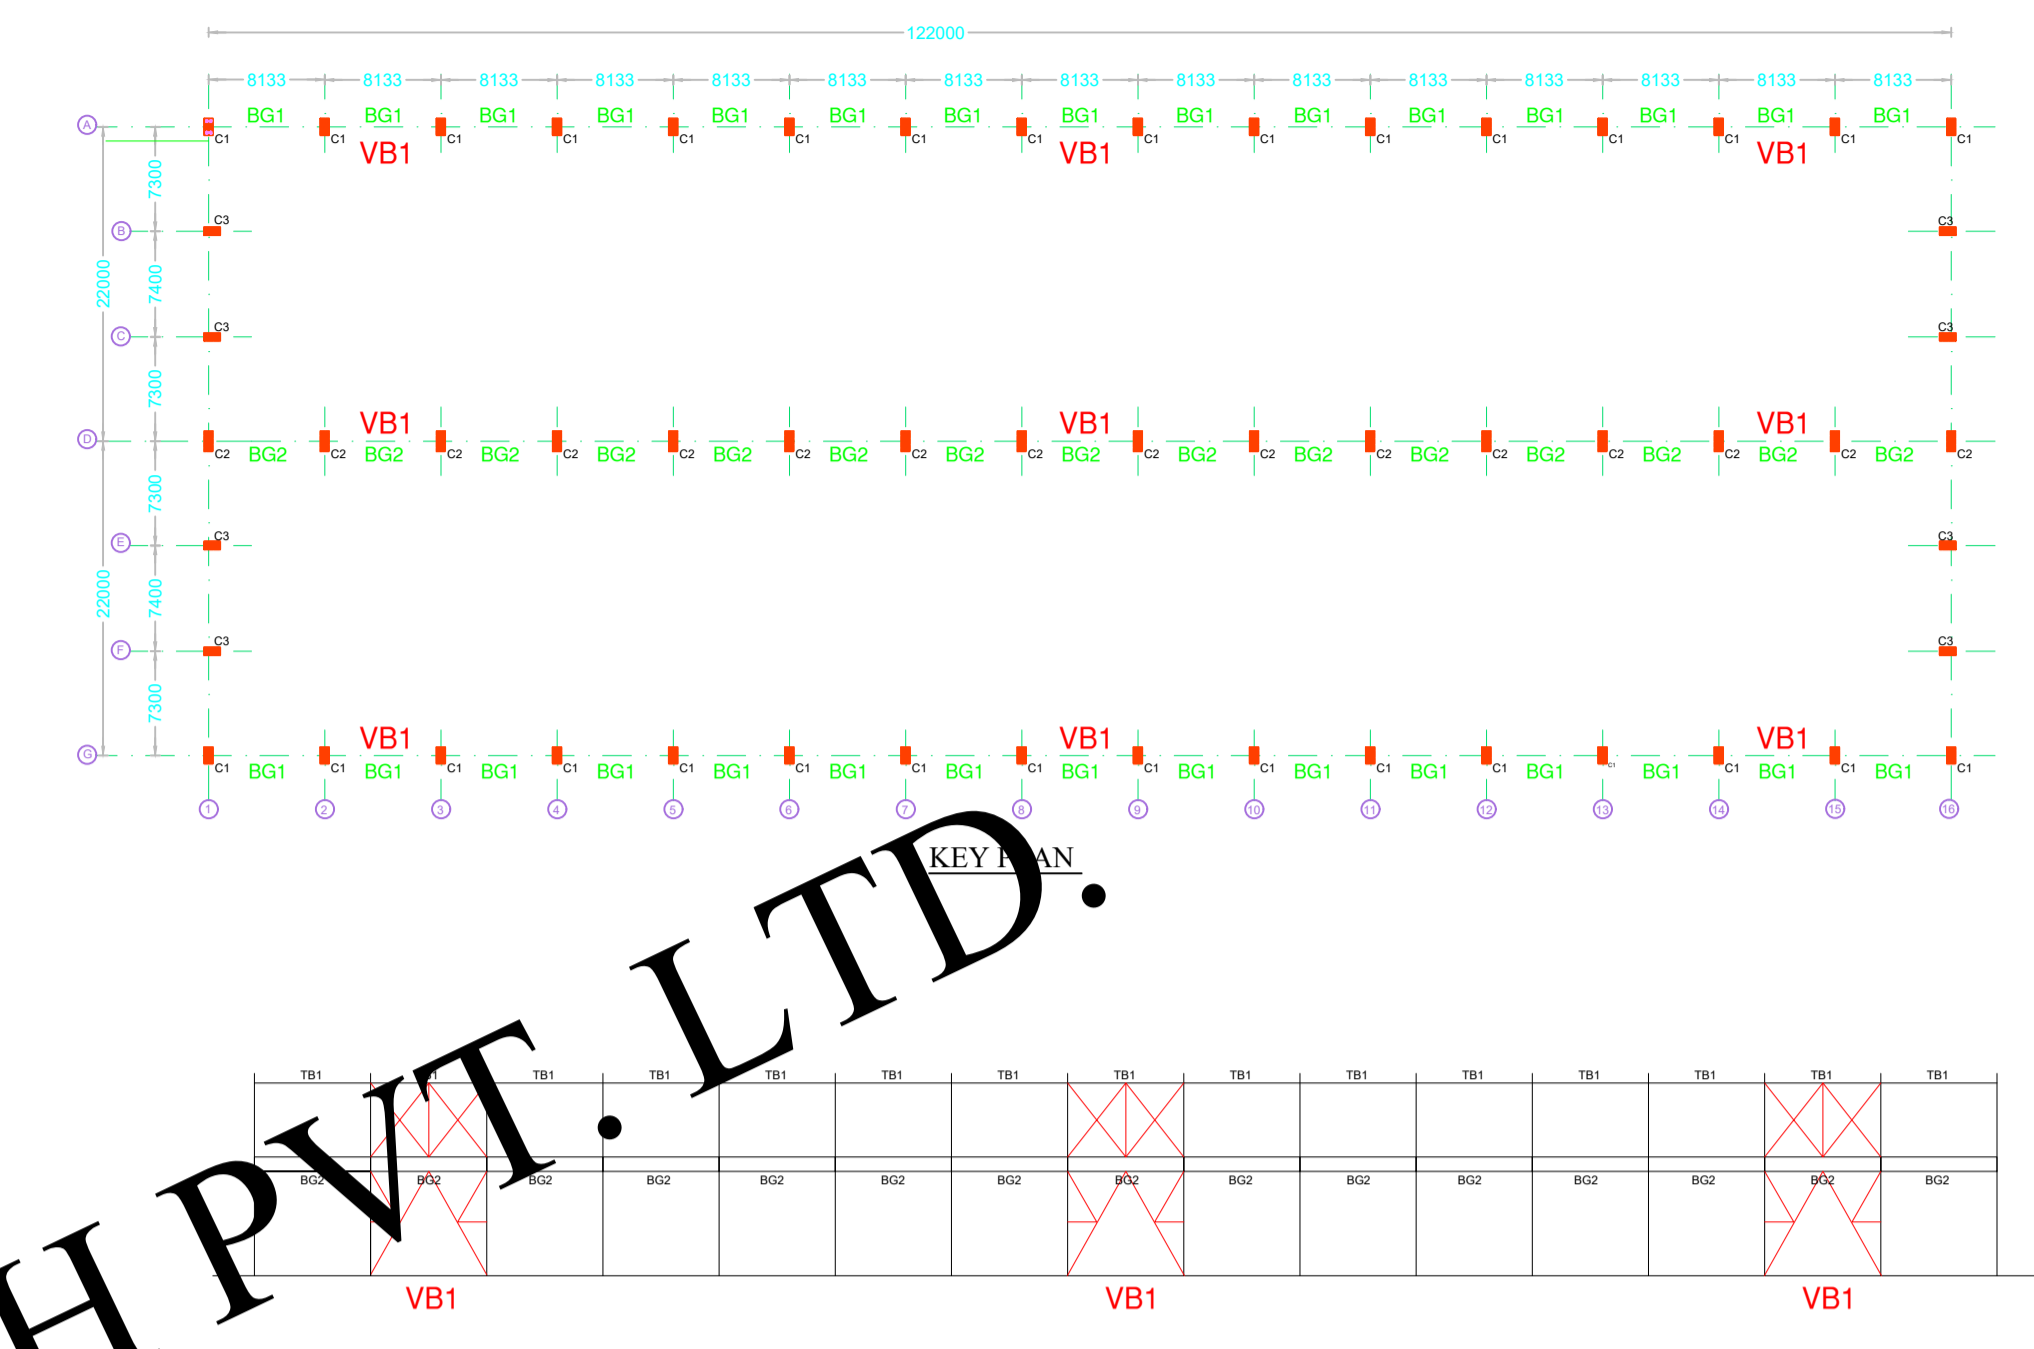 122000
8133 8133 8133 8133 8133 8133 8133 8133 8133 8133 8133 8133 8133 8133 8133
BG1 BG1 BG1 BG1 BG1 BG1 BG1 BG1 BG1 BG1 BG1 BG1 BG1 BG1 BG1
A
C1 C1 C1 C1 C1 C1 C1 C1 C1 C1 C1 C1 C1 C1 C1 C1
VB1 VB1 VB1
7300
C3 C3
B
22000
7400
C3 C3
C
7300
VB1 VB1 VB1
D
C2 BG2 C2 BG2 C2 BG2 C2 BG2 C2 BG2 C2 BG2 C2 BG2 C2 BG2 C2 BG2 C2 BG2 C2 BG2 C2 BG2 C2 BG2 C2 BG2 C2 BG2 C2
7300
C3 C3
E
22000
7400
C3 C3
F
7300
VB1 VB1 VB1
G
C1 BG1 C1 BG1 C1 BG1 C1 BG1 C1 BG1 C1 BG1 C1 BG1 C1 BG1 C1 BG1 C1 BG1 C1 BG1 C1 BG1 C1 BG1 C1 BG1 C1 BG1 C1
1 2 3 4 5 6 7 8 9 10 11 12 13 14 15 16
KEY PLAN
H PVT. LTD.
TB1 TB1 TB1 TB1 TB1 TB1 TB1 TB1 TB1 TB1 TB1 TB1 TB1 TB1
BG2 BG2 BG2 BG2 BG2 BG2 BG2 BG2 BG2 BG2 BG2 BG2 BG2 BG2 BG2
VB1 VB1 VB1